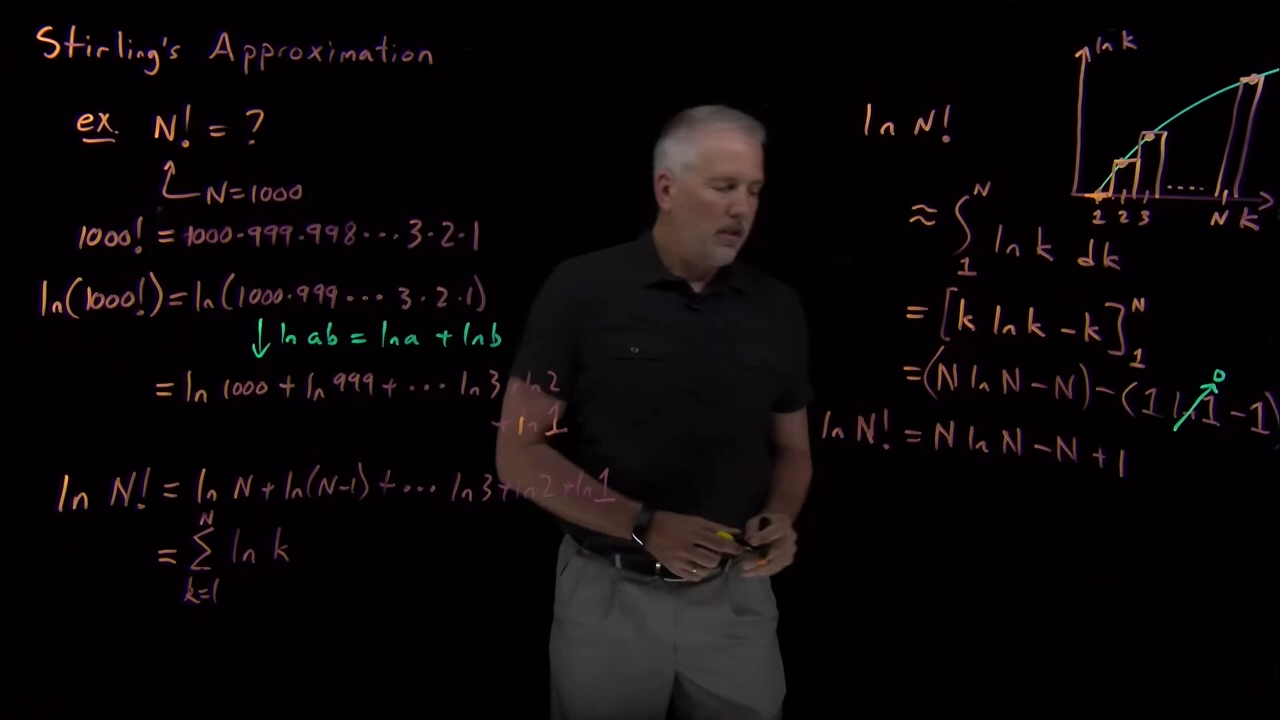 Stirling's Approximation
ex. N! = ?
N=1000
1000! = 1000·999·998···3·2·1
ln(1000!) = ln(1000·999··· 3·2·1)
↓ ln ab = ln a + ln b
= ln 1000 + ln 999 + ··· ln 3 + ln 2
+ ln 1
ln N! = ln N + ln(N-1) + ··· ln 3 + ln 2 + ln 1
= ∑_{k=1}^{N} ln k
ln k
1 2 3 ···· N k
ln N!
≈ ∫_1^N ln k dk
= [k ln k - k]_1^N
= (N ln N - N) - (1 ln 1 - 1)
0
ln N! = N ln N - N + 1